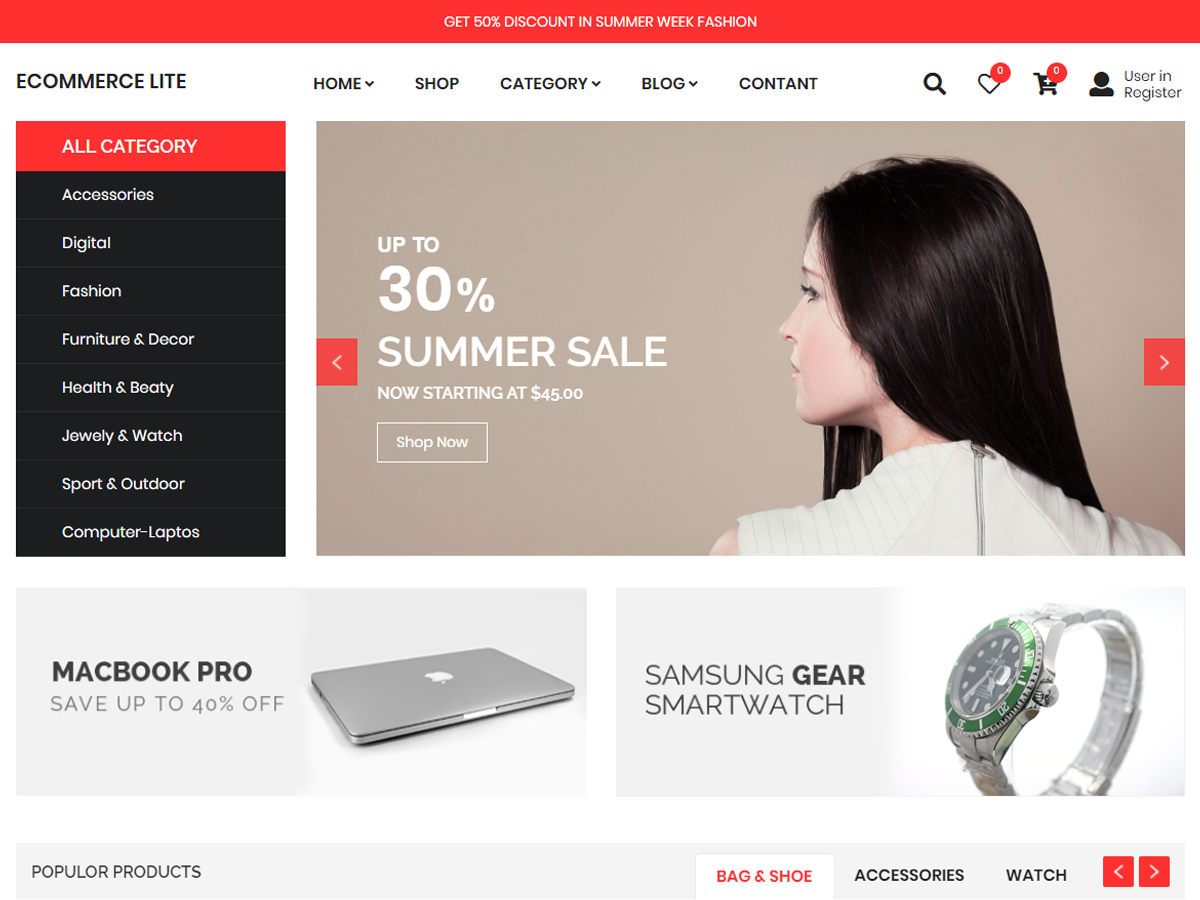 GET 50% DISCOUNT IN SUMMER WEEK FASHION
ECOMMERCE LITE
HOME
SHOP
CATEGORY
BLOG
CONTANT
0
0
User in
Register
ALL CATEGORY
Accessories
Digital
Fashion
Furniture & Decor
Health & Beaty
Jewely & Watch
Sport & Outdoor
Computer-Laptos
UP TO
30%
SUMMER SALE
NOW STARTING AT $45.00
Shop Now
MACBOOK PRO
SAVE UP TO 40% OFF
SAMSUNG GEAR
SMARTWATCH
POPULOR PRODUCTS
BAG & SHOE
ACCESSORIES
WATCH